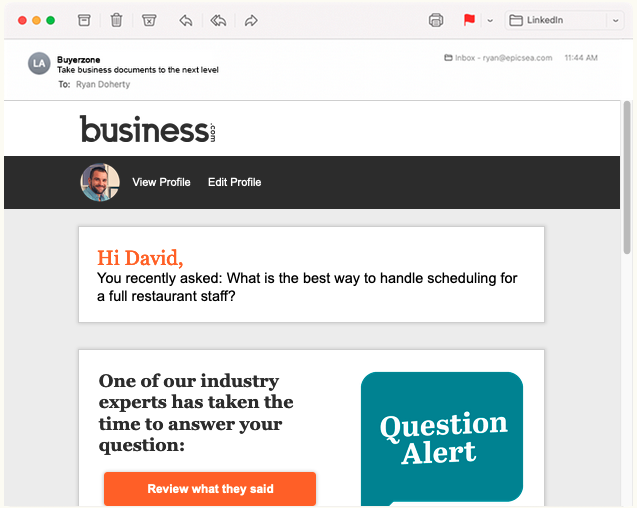 LinkedIn
LA
Buyerzone
Inbox - ryan@epicsea.com 11:44 AM
Take business documents to the next level
To: Ryan Doherty
business.com
View Profile Edit Profile
Hi David,
You recently asked: What is the best way to handle scheduling for
a full restaurant staff?
One of our industry
experts has taken the
time to answer your
question:
Review what they said
Question
Alert